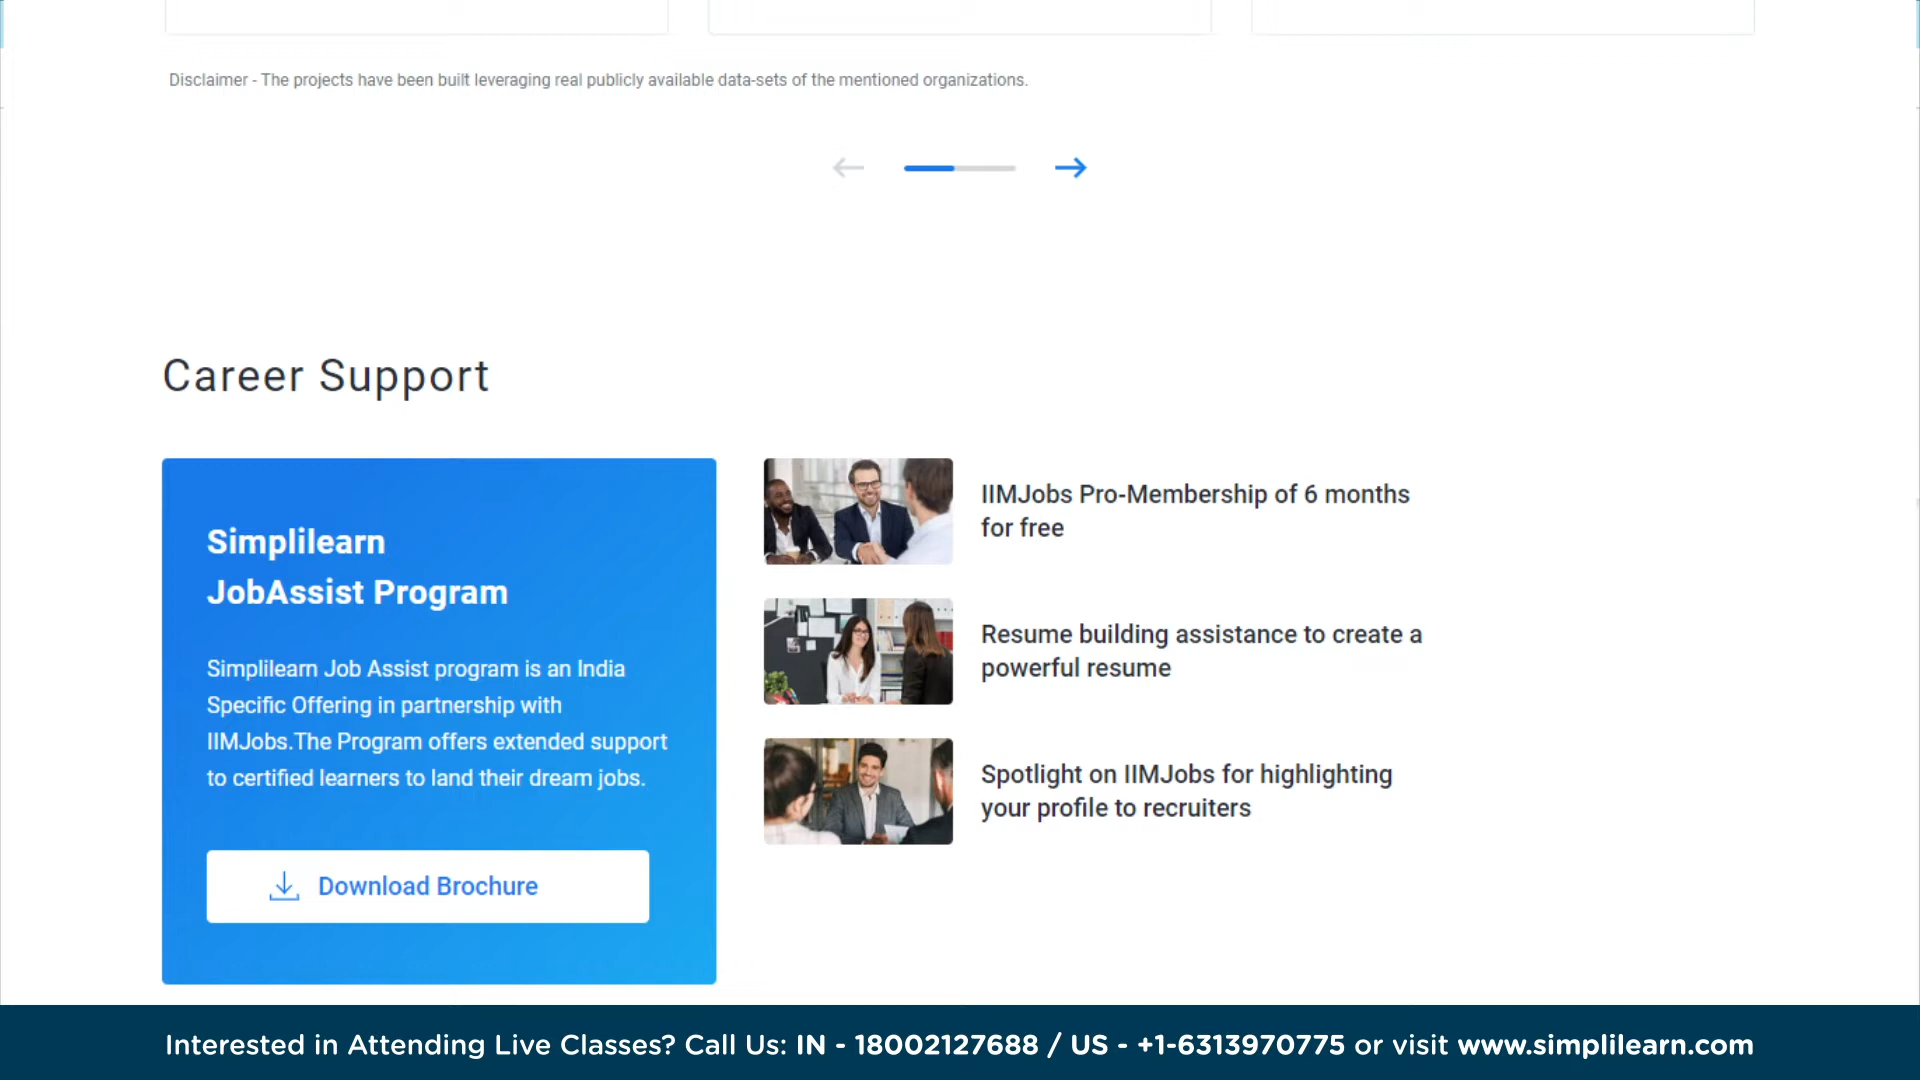 Disclaimer - The projects have been built leveraging real publicly available data-sets of the mentioned organizations.
Career Support
Simplilearn
JobAssist Program
Simplilearn Job Assist program is an India
Specific Offering in partnership with
IIMJobs.The Program offers extended support
to certified learners to land their dream jobs.
Download Brochure
IIMJobs Pro-Membership of 6 months
for free
Resume building assistance to create a
powerful resume
Spotlight on IIMJobs for highlighting
your profile to recruiters
Interested in Attending Live Classes? Call Us: IN - 18002127688 / US - +1-6313970775 or visit www.simplilearn.com